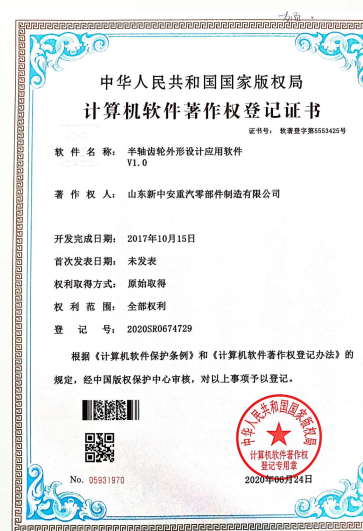 中华人民共和国国家版权局
计算机软件著作权登记证书
证书号： 软著登字第5553425号
软件名称： 半轴齿轮外形设计应用软件
V1.0
著作权人： 山东新中安重汽零部件制造有限公司
开发完成日期： 2017年10月15日
首次发表日期： 未发表
权利取得方式： 原始取得
权利范围： 全部权利
登记号： 2020SR0674729
根据《计算机软件保护条例》和《计算机软件著作权登记办法》的
规定，经中国版权保护中心审核，对以上事项予以登记。
中华人民共和国国家版权局
计算机软件著作权
登记专用章
No. 05931970
2020年06月24日